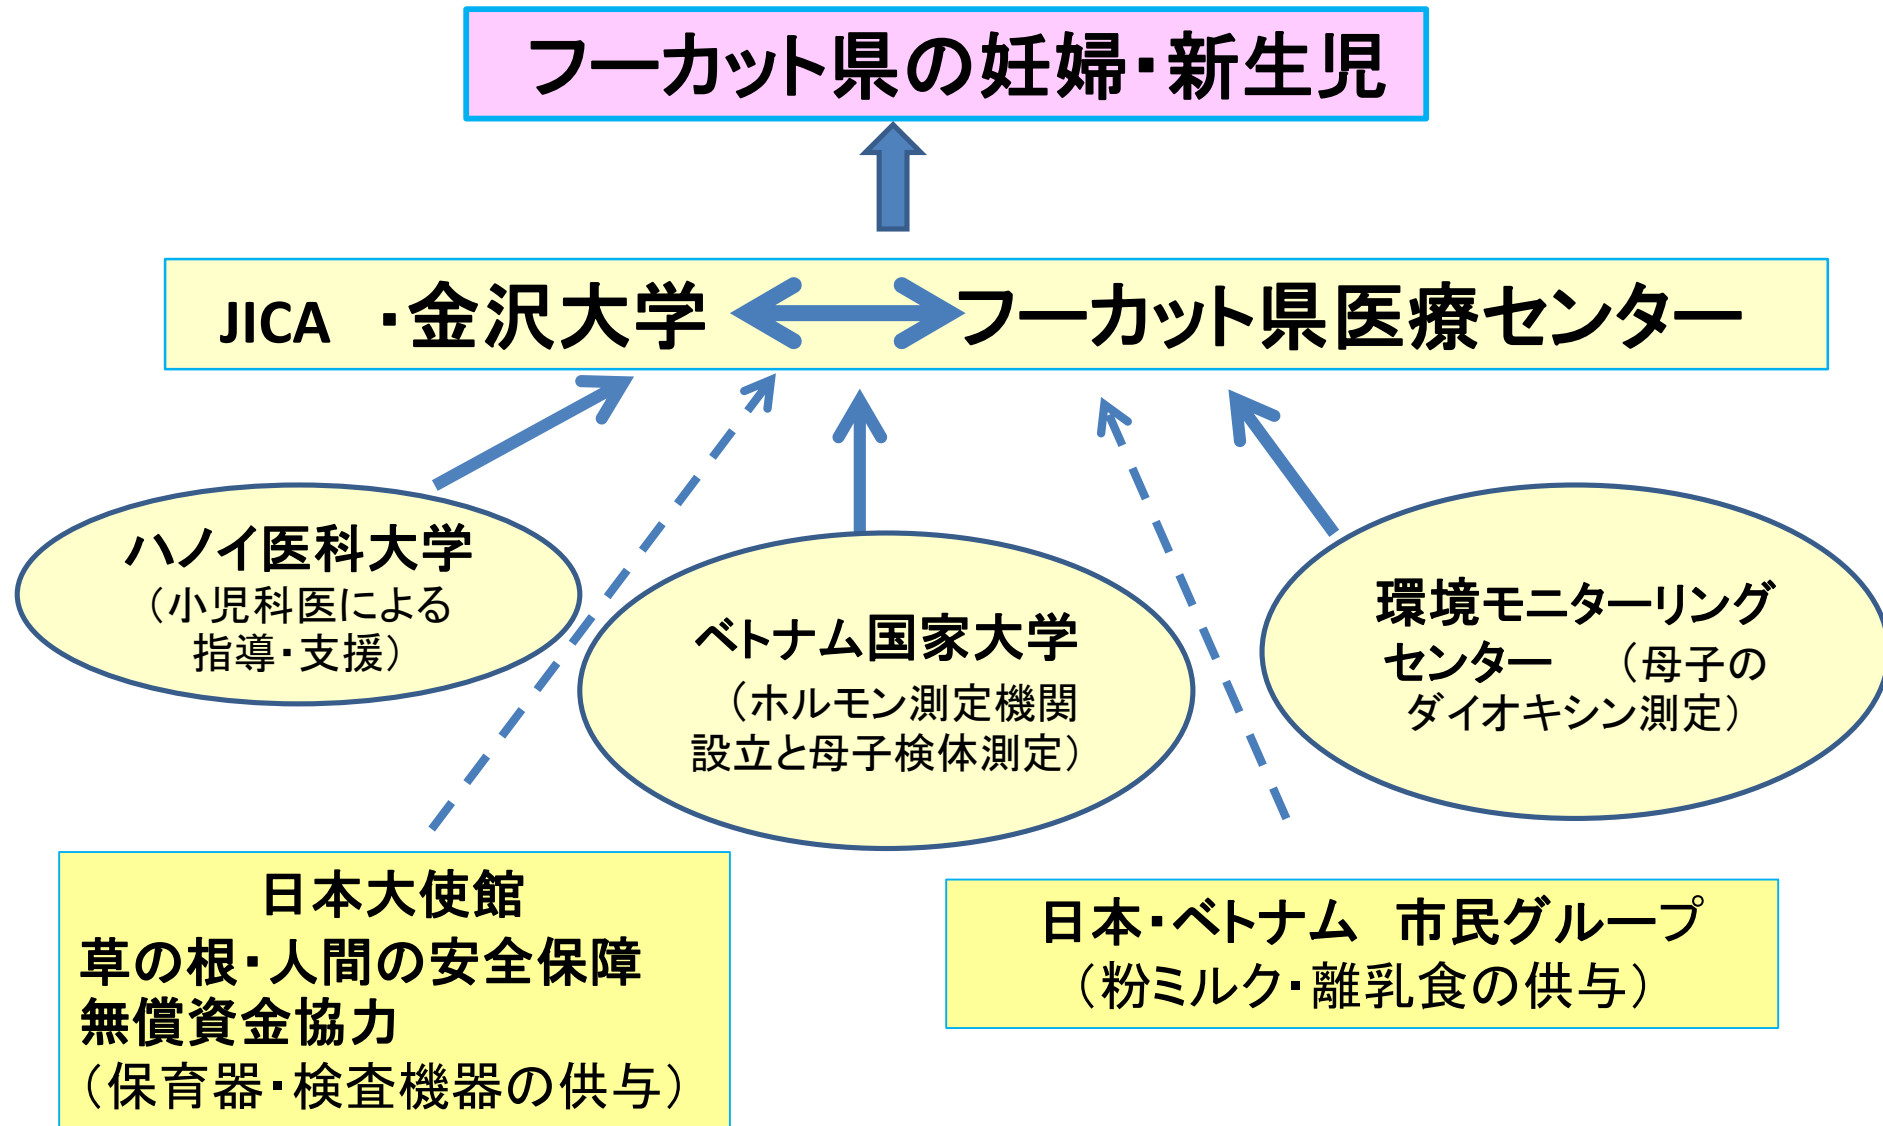 フーカット県の妊婦・新生児
JICA ・金沢大学 フーカット県医療センター
ハノイ医科大学
（小児科医による
指導・支援）
ベトナム国家大学
（ホルモン測定機関
設立と母子検体測定）
環境モニターリング
センター （母子の
ダイオキシン測定）
日本大使館
草の根・人間の安全保障
無償資金協力
（保育器・検査機器の供与）
日本・ベトナム 市民グループ
（粉ミルク・離乳食の供与）